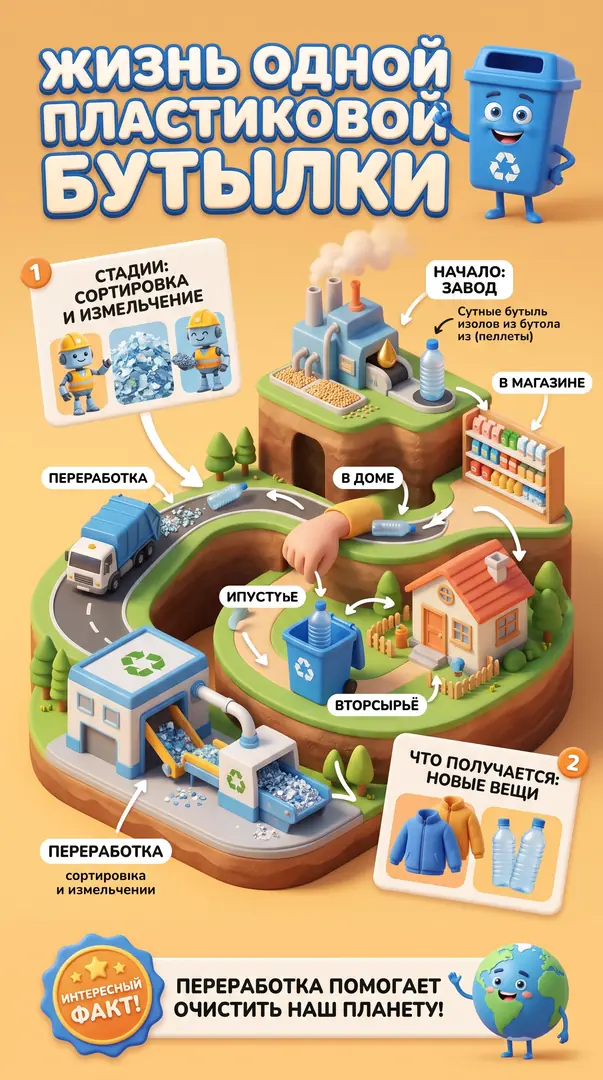 ЖИЗНЬ ОДНОЙ
ПЛАСТИКОВОЙ
БУТЫЛКИ
1
СТАДИИ:
СОРТИРОВКА
И ИЗМЕЛЬЧЕНИЕ
НАЧАЛО:
ЗАВОД
Сутные бутыль
изолов из бутола
из (пеллеты)
В МАГАЗИНЕ
ПЕРЕРАБОТКА
В ДОМЕ
ИПУСТЫЕ
ВТОРСЫРЬЁ
2
ЧТО ПОЛУЧАЕТСЯ:
НОВЫЕ ВЕЩИ
ПЕРЕРАБОТКА
сортировка
и измельчении
ИНТЕРЕСНЫЙ
ФАКТ!
ПЕРЕРАБОТКА ПОМОГАЕТ
ОЧИСТИТЬ НАШ ПЛАНЕТУ!